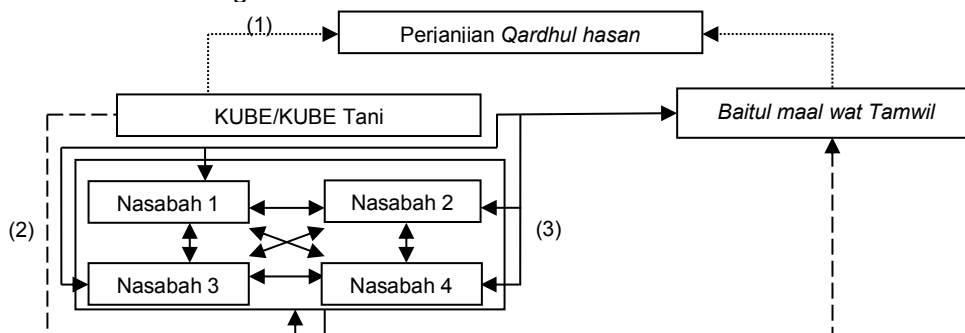 (1)
Perjanjian Qardhul hasan
KUBE/KUBE Tani
Baitul maal wat Tamwil
Nasabah 1
Nasabah 2
(2)
(3)
Nasabah 3
Nasabah 4